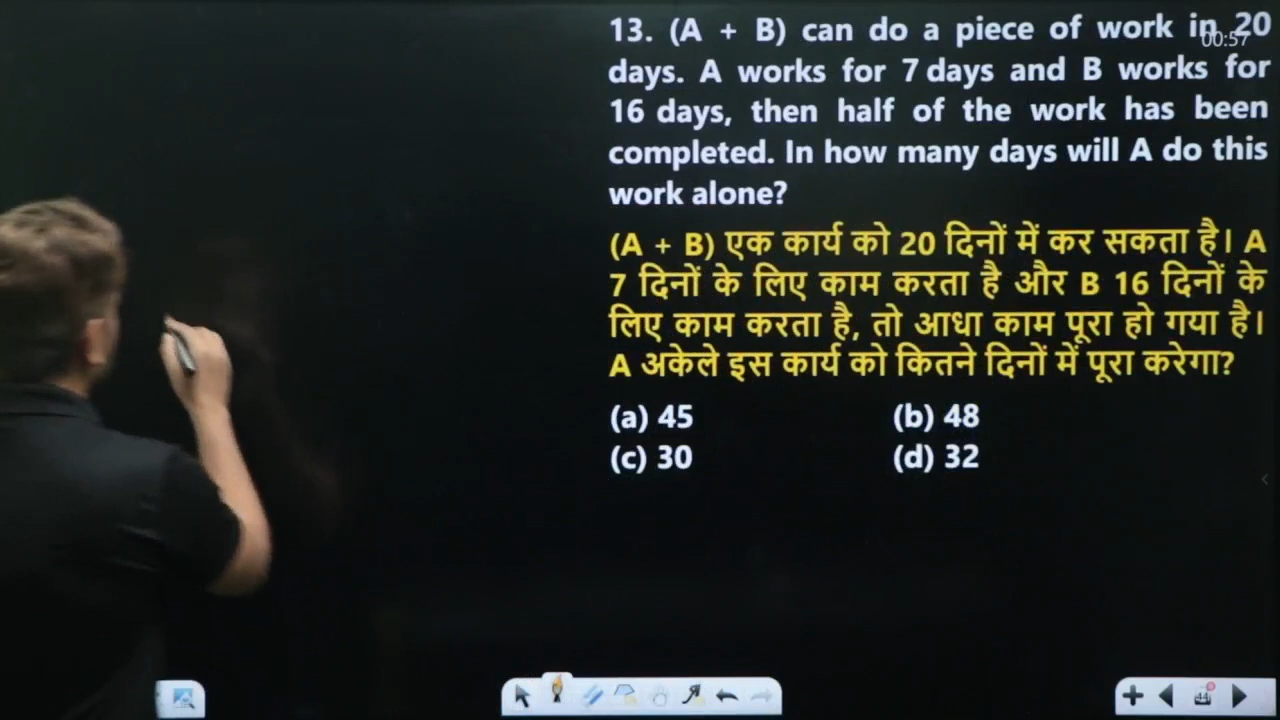 13. (A + B) can do a piece of work in 20
00:57
days. A works for 7 days and B works for
16 days, then half of the work has been
completed. In how many days will A do this
work alone?
(A + B) एक कार्य को 20 दिनों में कर सकता है। A
7 दिनों के लिए काम करता है और B 16 दिनों के
लिए काम करता है, तो आधा काम पूरा हो गया है।
A अकेले इस कार्य को कितने दिनों में पूरा करेगा?
(a) 45 (b) 48
(c) 30 (d) 32
44